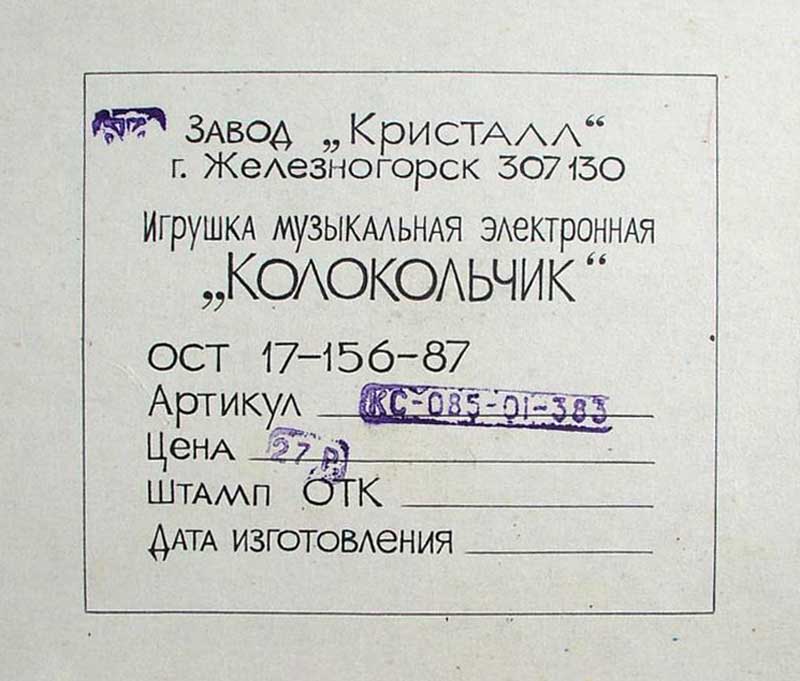 Завод „Кристалл“
г. Железногорск 307130
Игрушка музыкальная электронная
„Колокольчик“
ОСТ 17-156-87
Артикул КС-085-01-383
Цена 27 Р.
Штамп ОТК
Дата изготовления